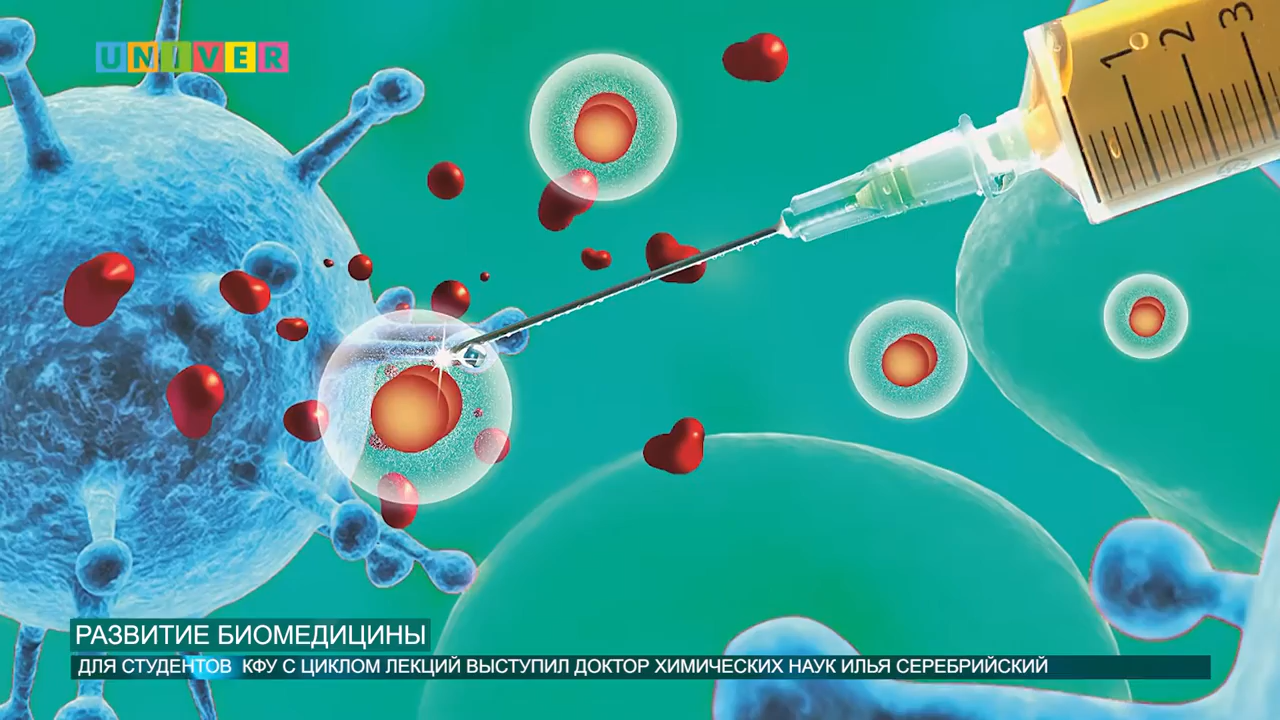 UNIVER
1 2 3
РАЗВИТИЕ БИОМЕДИЦИНЫ
ДЛЯ СТУДЕНТОВ КФУ С ЦИКЛОМ ЛЕКЦИЙ ВЫСТУПИЛ ДОКТОР ХИМИЧЕСКИХ НАУК ИЛЬЯ СЕРЕБРИЙСКИЙ